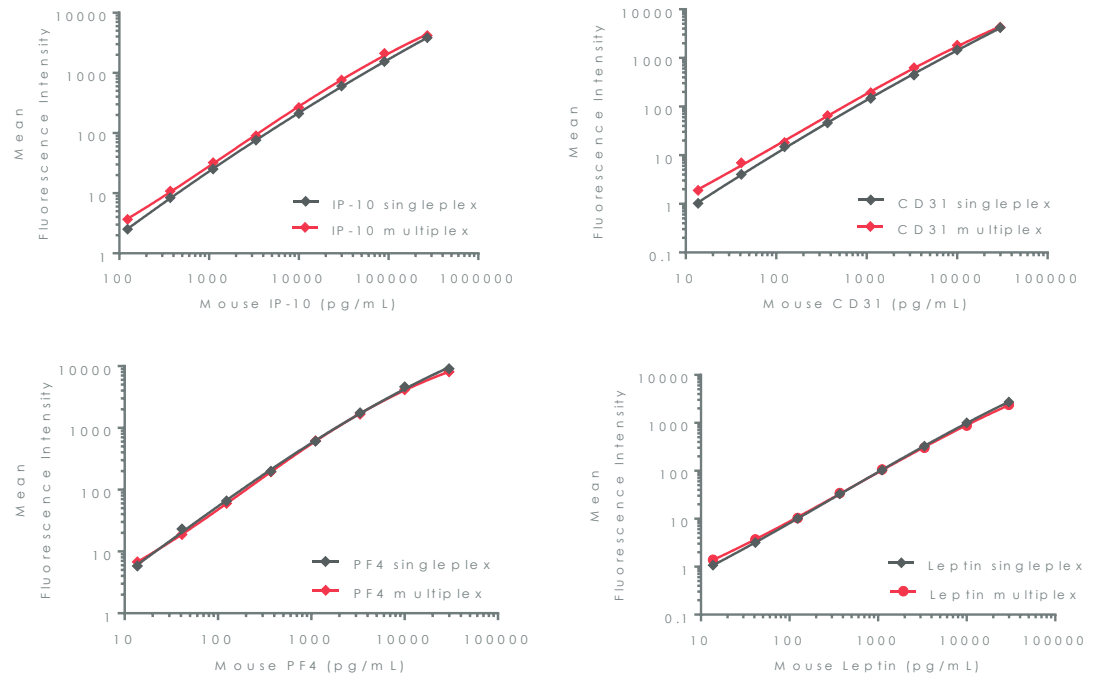 10000
1000
100
10
1
Mean
Fluorescence Intensity
IP-10 singleplex
IP-10 multiplex
100 1000 10000 100000 1000000
Mouse IP-10 (pg/mL)
100000
10000
1000
100
10
1
0.1
Mean
Fluorescence Intensity
CD31 singleplex
CD31 multiplex
10 100 1000 10000 100000
Mouse CD31 (pg/mL)
10000
1000
100
10
1
Mean
Fluorescence Intensity
PF4 singleplex
PF4 multiplex
10 100 1000 10000 100000
Mouse PF4 (pg/mL)
10000
1000
100
10
1
0.1
Mean
Fluorescence Intensity
Leptin singleplex
Leptin multiplex
10 100 1000 10000 100000
Mouse Leptin (pg/mL)